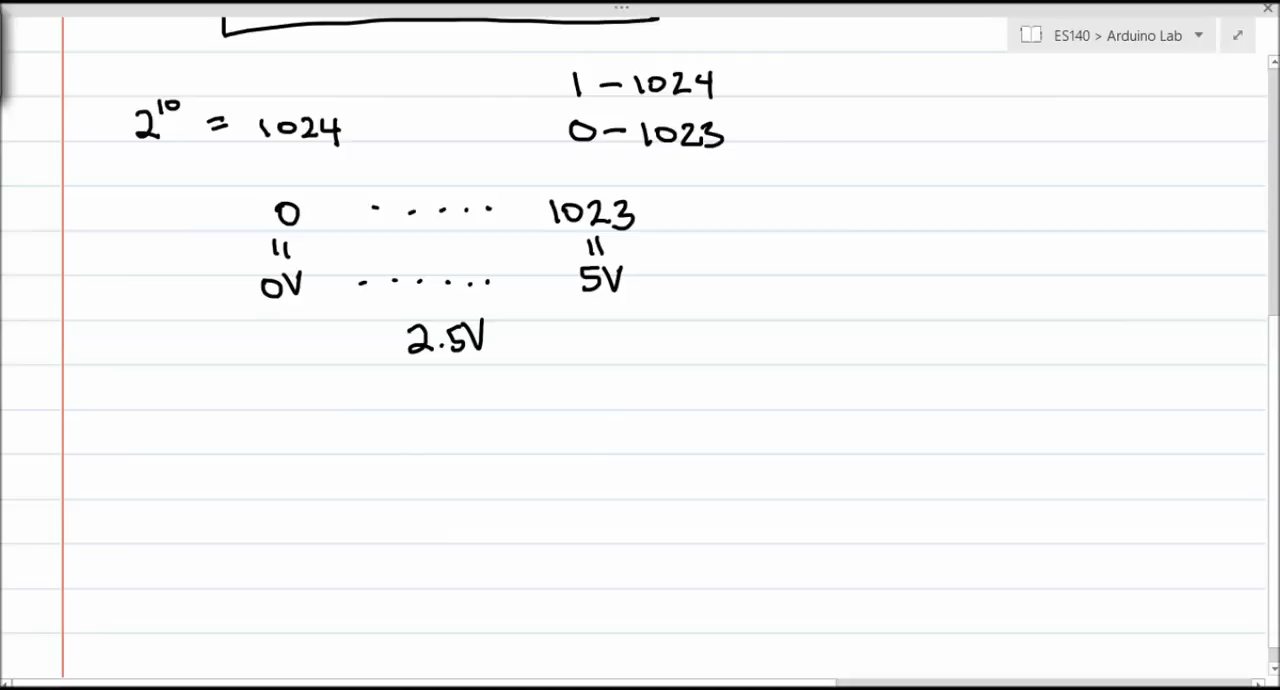 ES140 > Arduino Lab
1 - 1024
2^10 = 1024
0 - 1023
0 . . . . . 1023
= =
0V . . . . . . 5V
2.5V